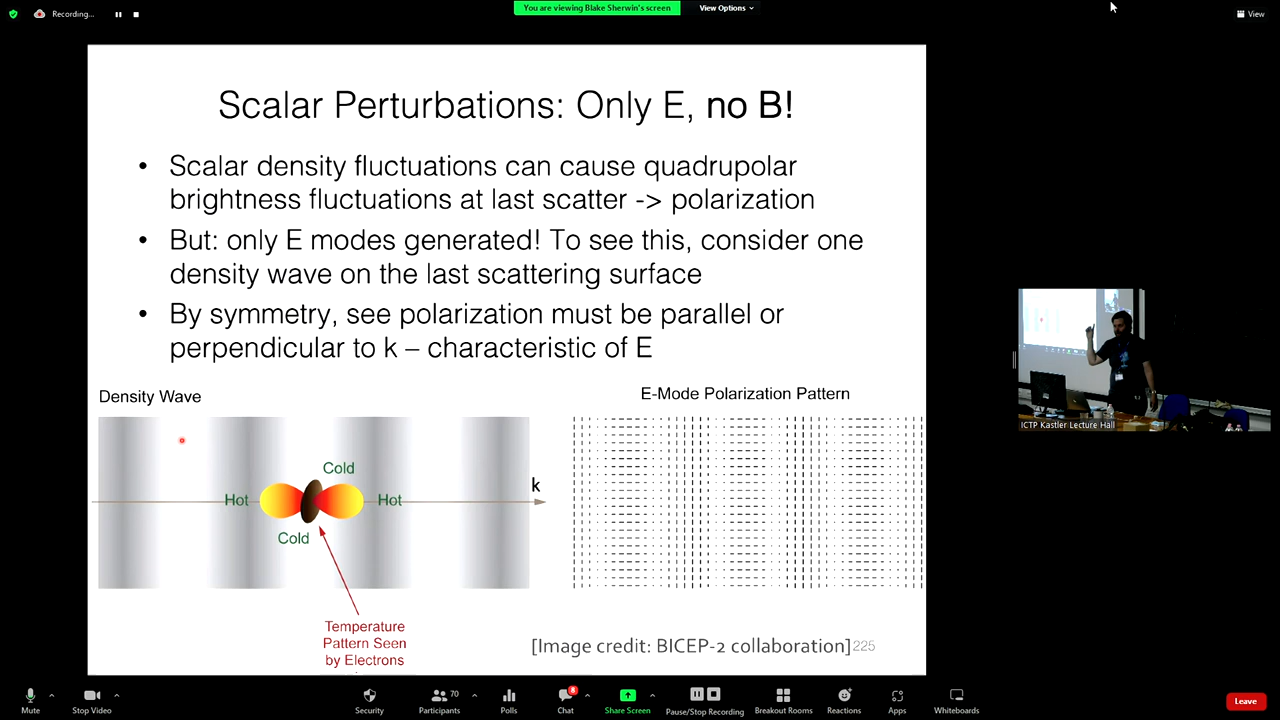 Recording...
You are viewing Blake Sherwin's screen
View Options
View
Scalar Perturbations: Only E, no B!
• Scalar density fluctuations can cause quadrupolar
brightness fluctuations at last scatter -> polarization
• But: only E modes generated! To see this, consider one
density wave on the last scattering surface
• By symmetry, see polarization must be parallel or
perpendicular to k – characteristic of E
Density Wave
E-Mode Polarization Pattern
Cold
Hot
Hot
k
Cold
Temperature
Pattern Seen
by Electrons
[Image credit: BICEP-2 collaboration]
225
ICTP Kastler Lecture Hall
Mute
Stop Video
Security
70
Participants
Polls
8
Chat
Share Screen
Pause/Stop Recording
Breakout Rooms
Reactions
Apps
Whiteboards
Leave